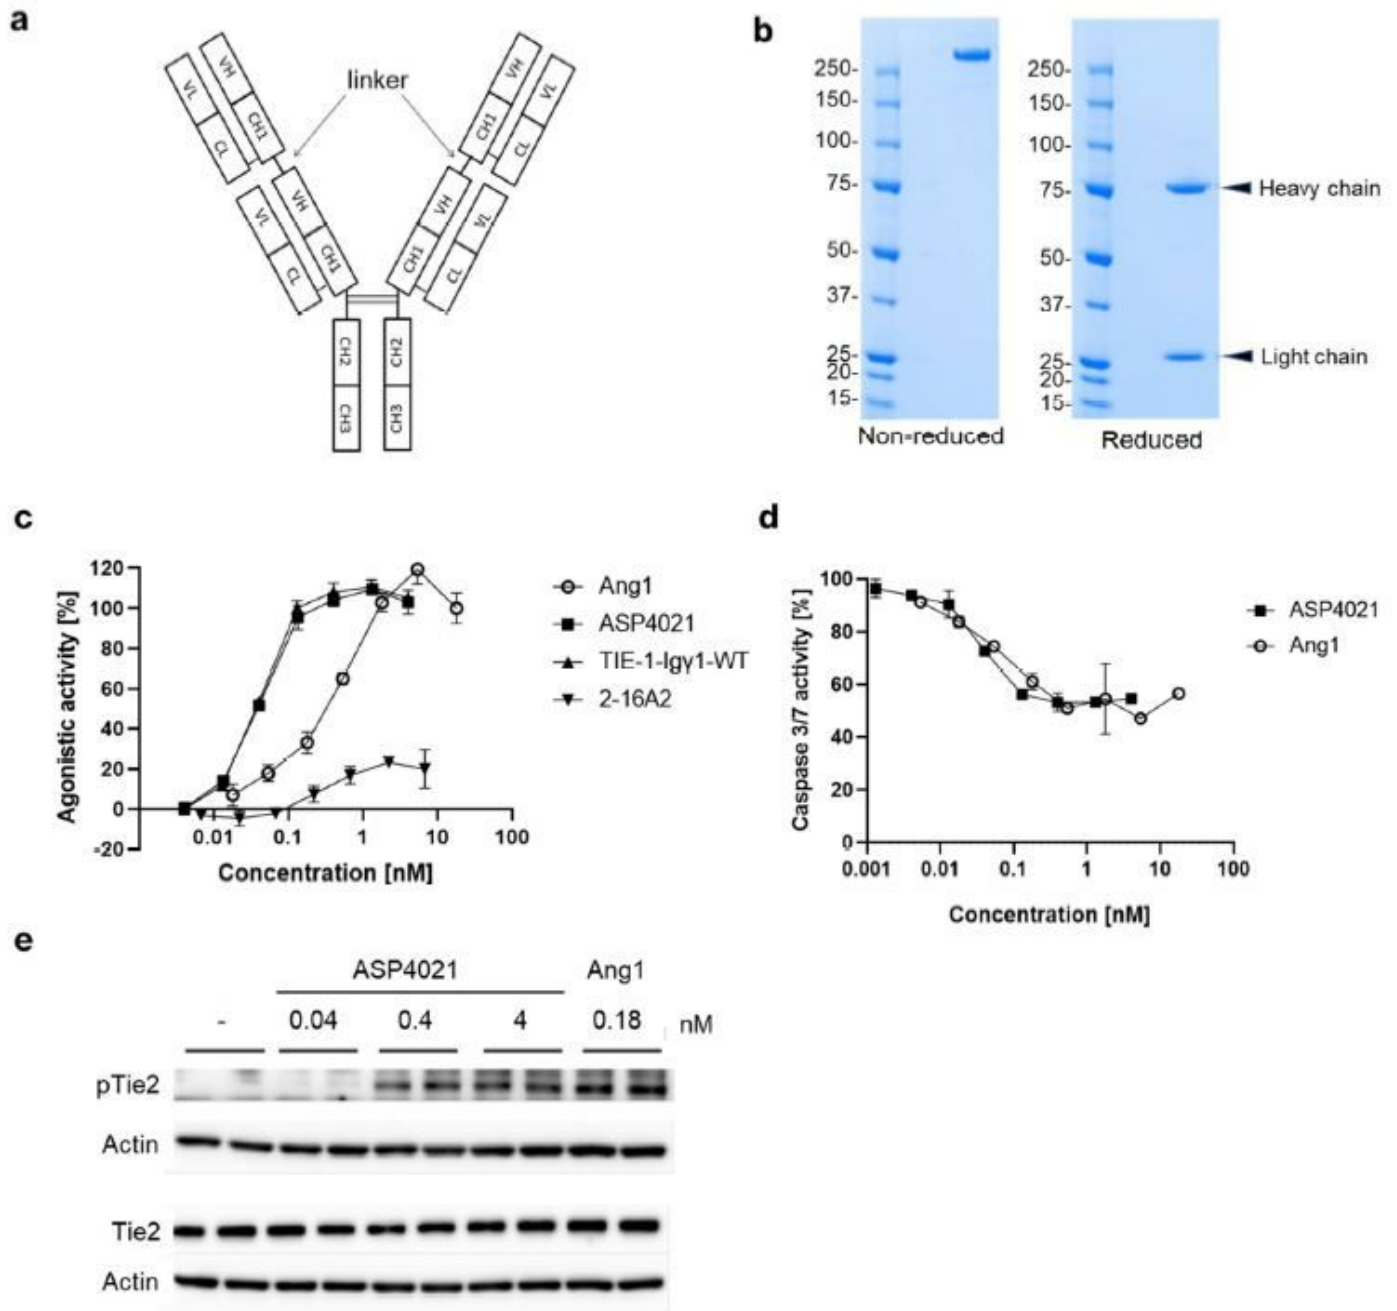 a
linker
VH
VL
CH1
CL
VH
VL
CH1
CL
VH
VL
CH1
CL
VH
VL
CH1
CL
CH2
CH2
CH3
CH3
b
250-
150-
100-
75-
50-
37-
25-
20-
15-
Non-reduced
250-
150-
100-
75-
50-
37-
25-
20-
15-
Reduced
Heavy chain
Light chain
c
Agonistic activity [%]
120
100
80
60
40
20
0
-20
0.01 0.1 1 10 100
Concentration [nM]
Ang1
ASP4021
TIE-1-Igγ1-WT
2-16A2
d
Caspase 3/7 activity [%]
100
80
60
40
20
0
0.001 0.01 0.1 1 10 100
Concentration [nM]
ASP4021
Ang1
e
ASP4021 Ang1
- 0.04 0.4 4 0.18 nM
pTie2
Actin
Tie2
Actin